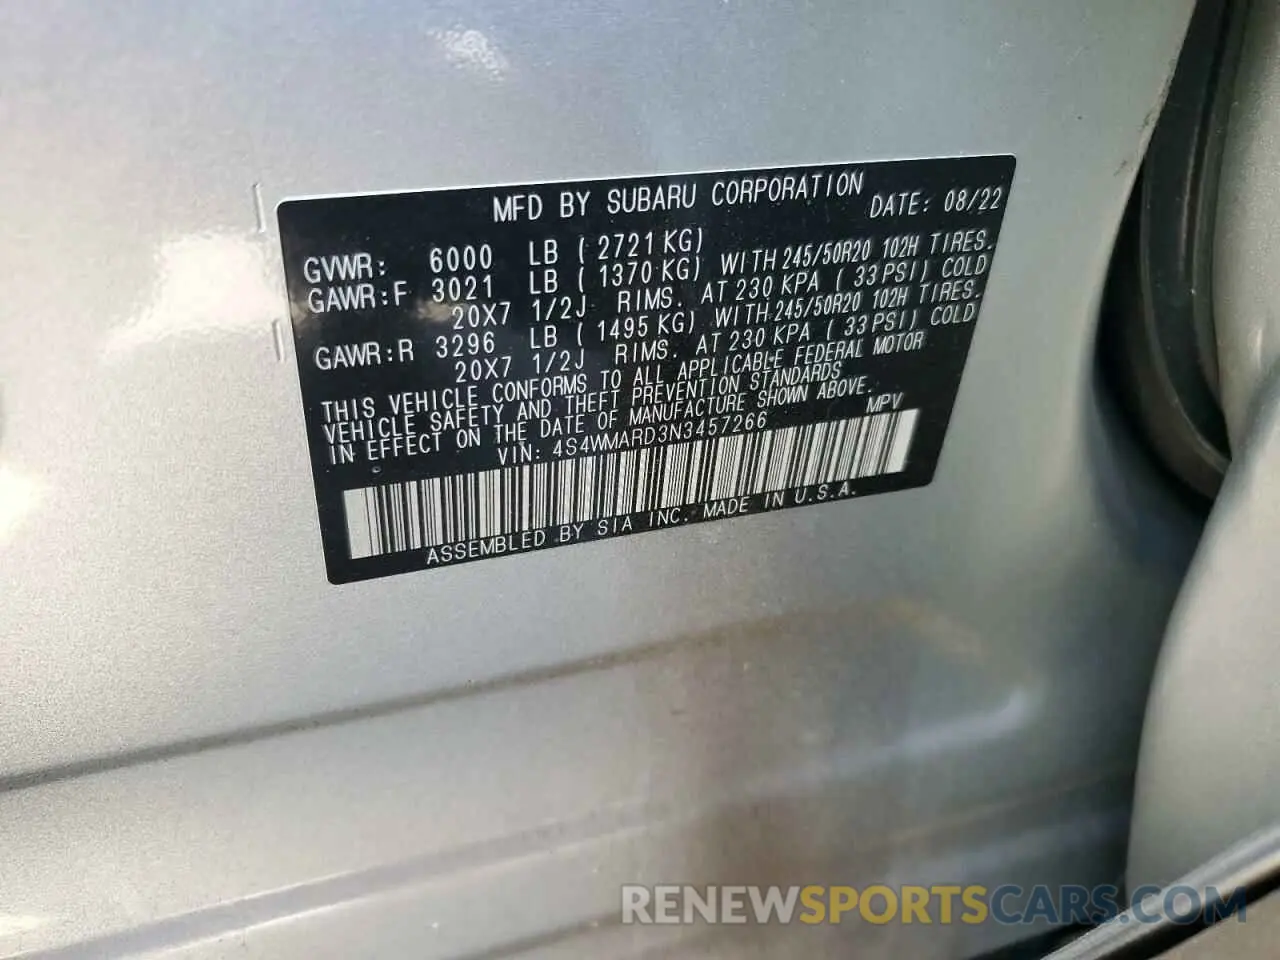 MFD BY SUBARU CORPORATION DATE: 08/22
GVWR: 6000 LB ( 2721 KG)
GAWR:F 3021 LB ( 1370 KG) WITH 245/50R20 102H TIRES.
20X7 1/2J RIMS. AT 230 KPA ( 33 PSI) COLD
GAWR:R 3296 LB ( 1495 KG) WITH 245/50R20 102H TIRES.
20X7 1/2J RIMS. AT 230 KPA ( 33 PSI) COLD
THIS VEHICLE CONFORMS TO ALL APPLICABLE FEDERAL MOTOR
VEHICLE SAFETY AND THEFT PREVENTION STANDARDS
IN EFFECT ON THE DATE OF MANUFACTURE SHOWN ABOVE.
VIN: 4S4WMARD3N3457266 MPV
ASSEMBLED BY SIA INC. MADE IN U.S.A.
RENEWSPORTSCARS.COM